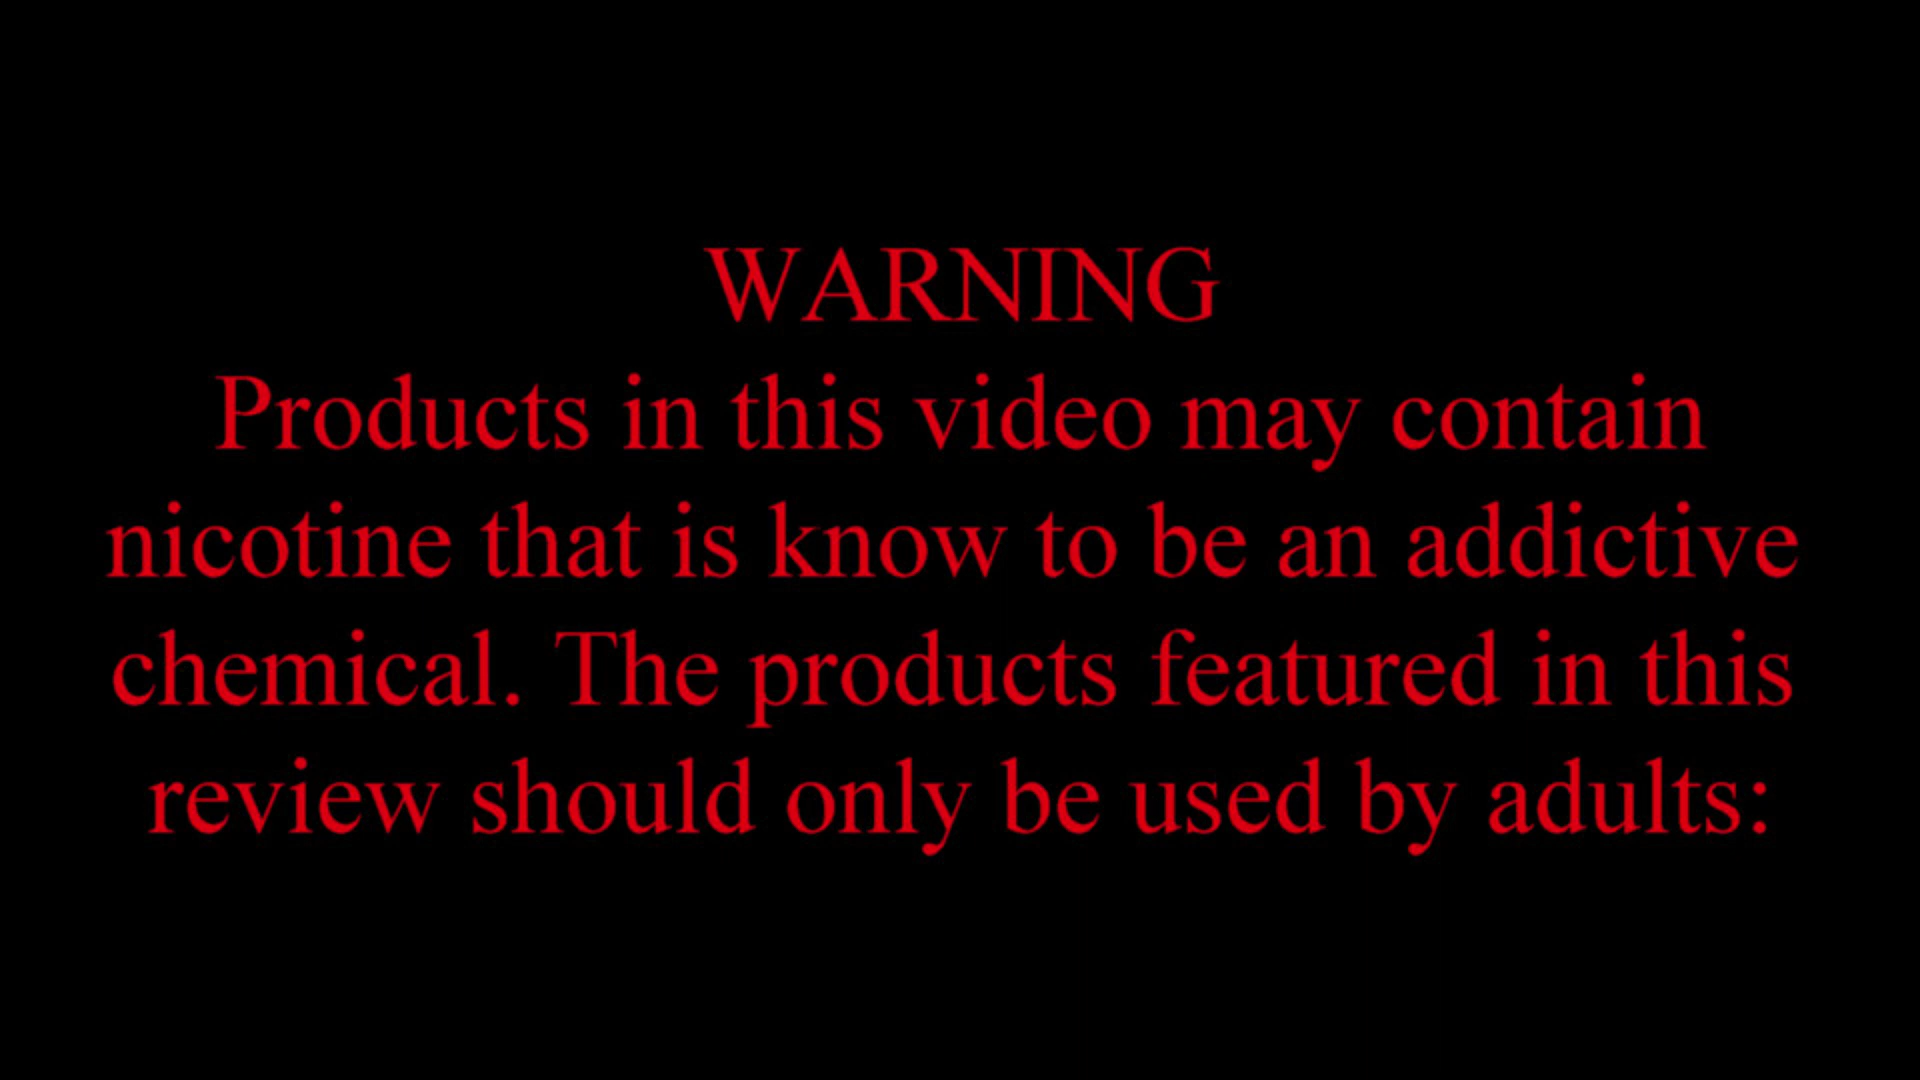 WARNING
Products in this video may contain
nicotine that is know to be an addictive
chemical. The products featured in this
review should only be used by adults: